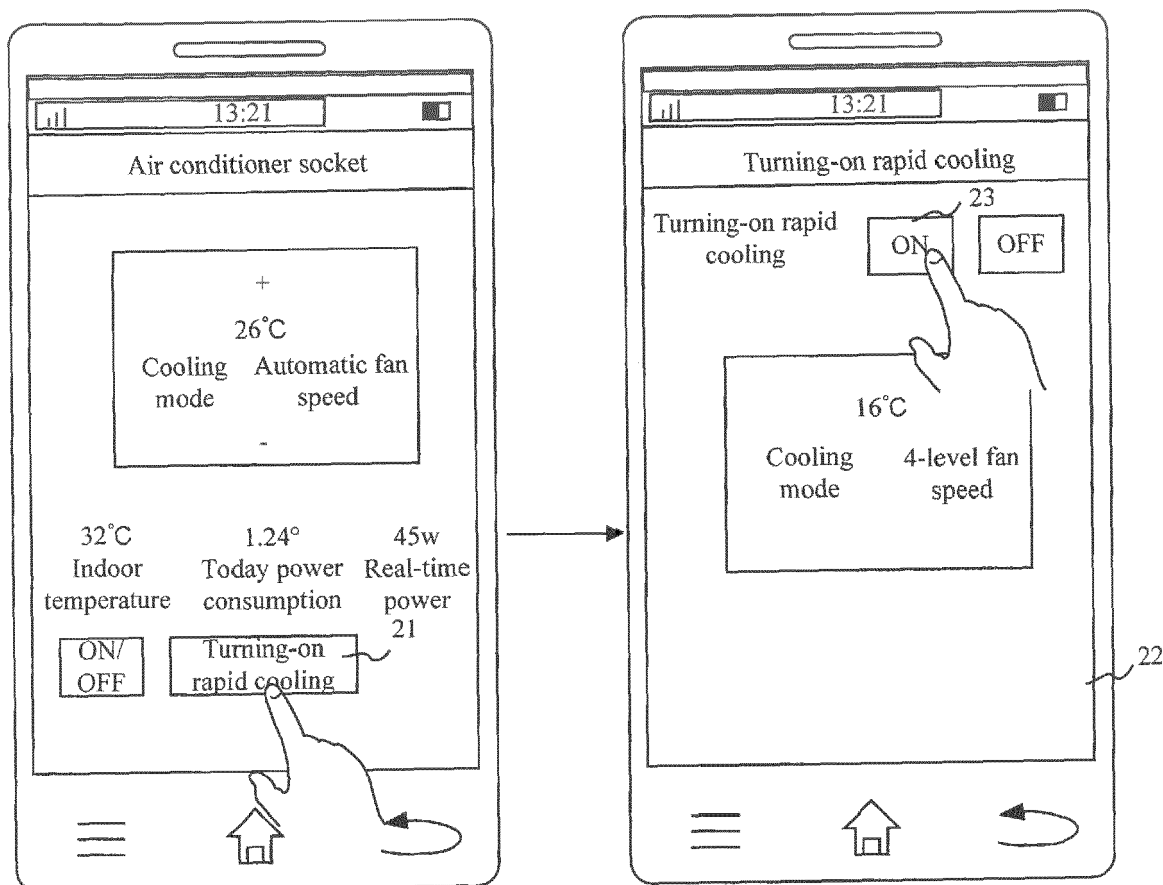 13:21
Air conditioner socket
+
26°C
Cooling mode
Automatic fan speed
-
32°C
Indoor temperature
1.24°
Today power consumption
45w
Real-time power
21
ON/
OFF
Turning-on
rapid cooling
13:21
Turning-on rapid cooling
23
Turning-on rapid
cooling
ON
OFF
16°C
Cooling mode
4-level fan speed
22